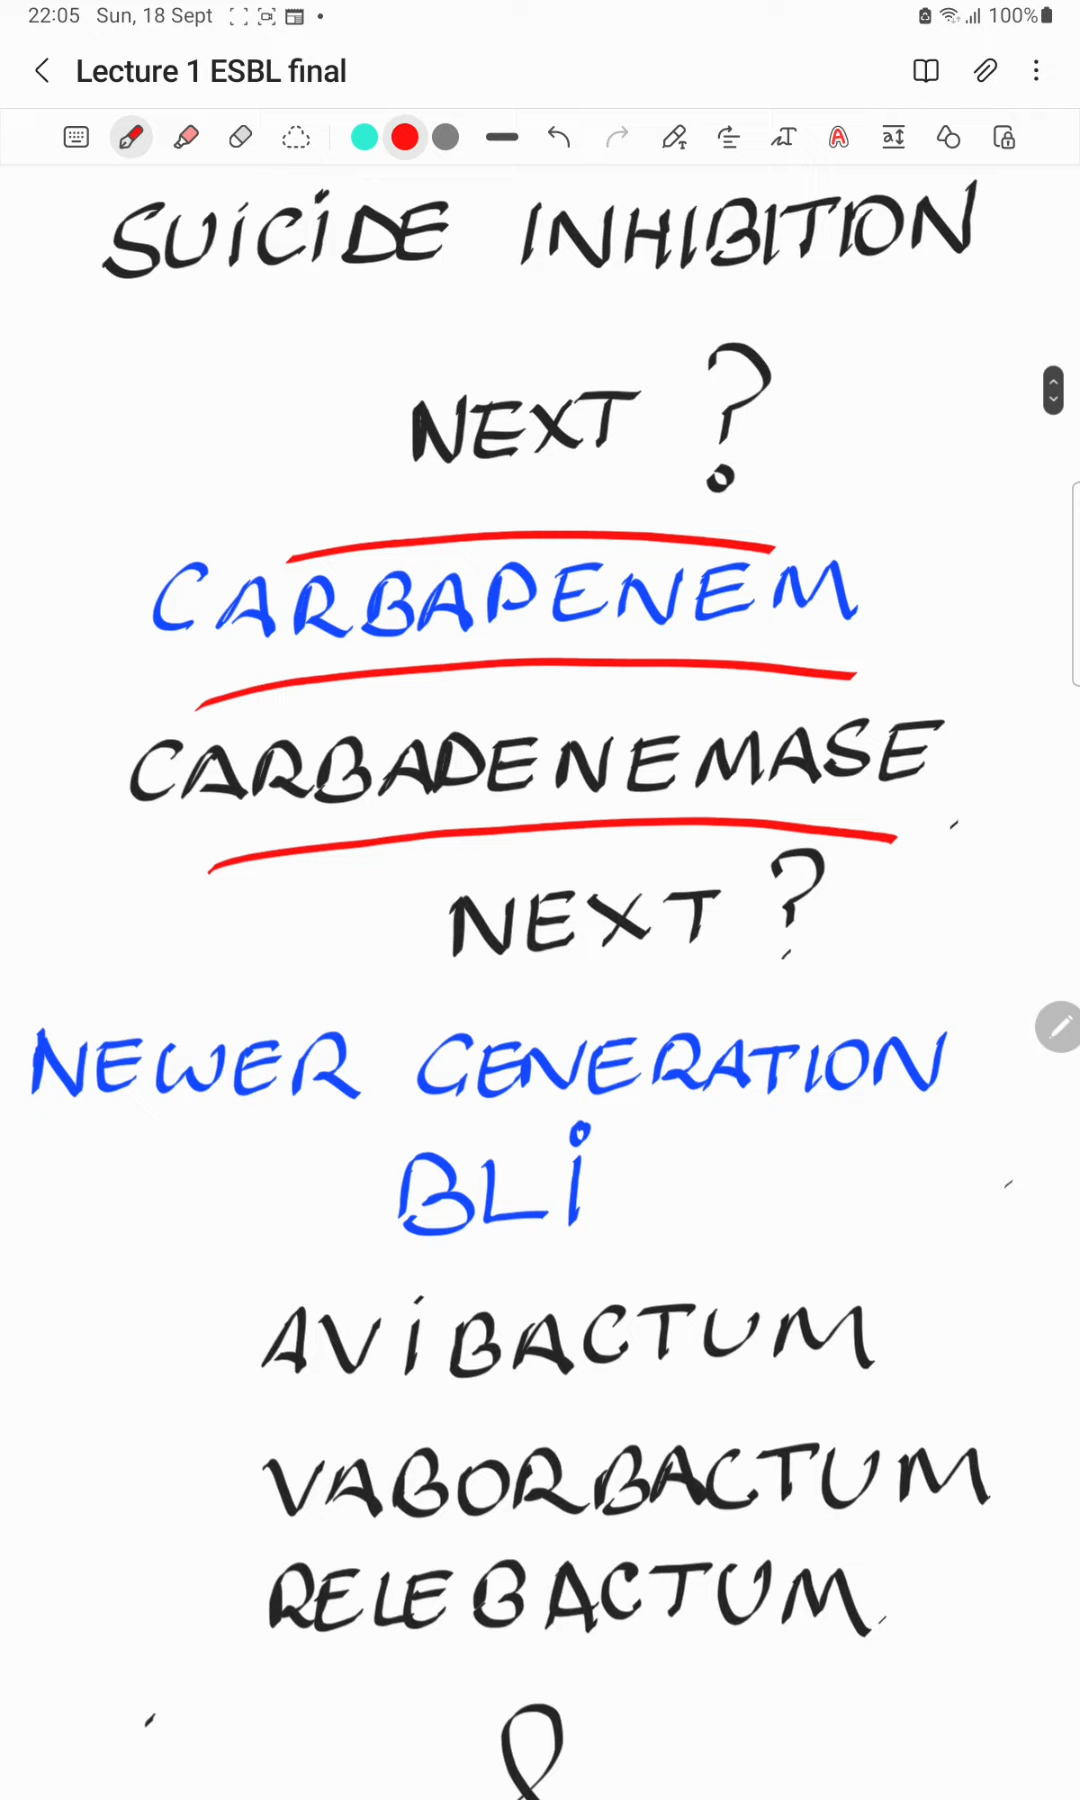 22:05 Sun, 18 Sept 100%
Lecture 1 ESBL final
SUICIDE INHIBITION
NEXT ?
CARBAPENEM
CARBAPENEMASE
NEXT ?
NEWER GENERATION
BLI
AVIBACTUM
VABORBACTUM
RELEBACTUM